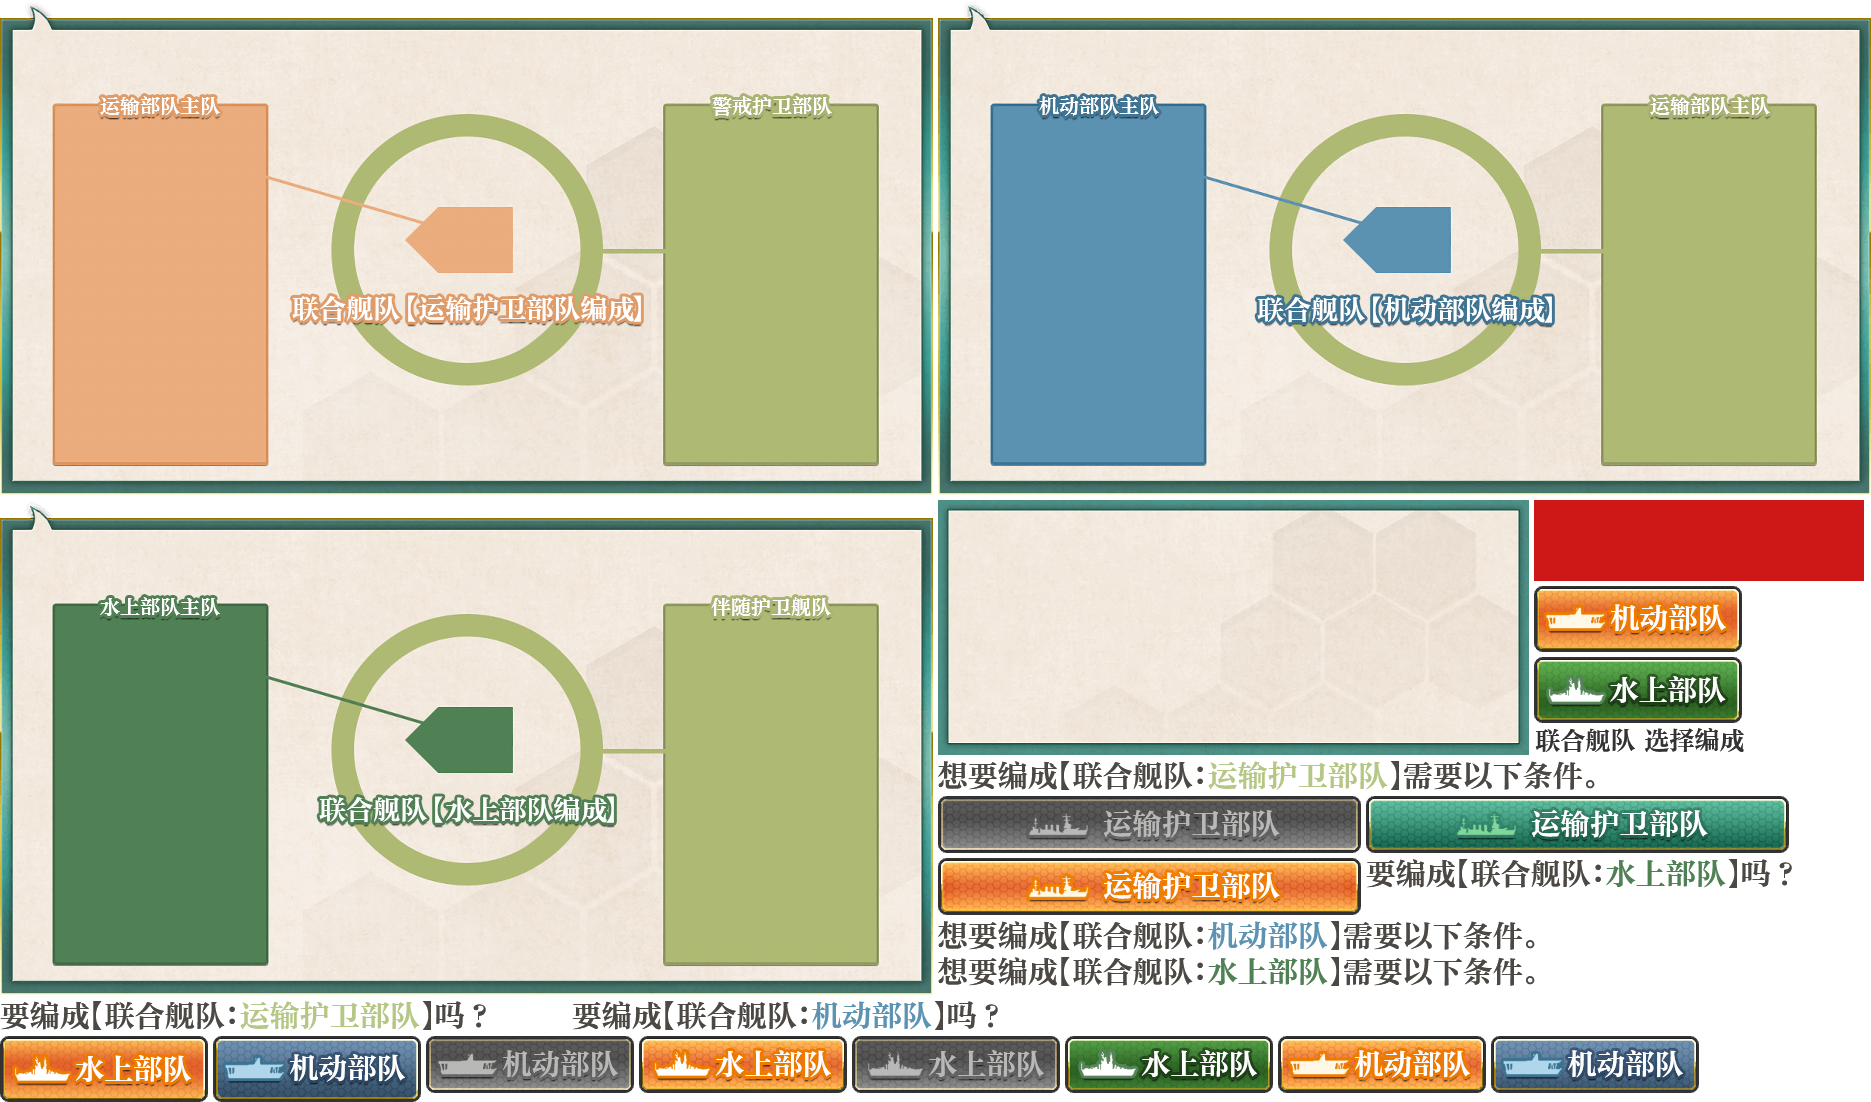 运输部队主队
警戒护卫部队
联合舰队【运输护卫部队编成】
机动部队主队
运输部队主队
联合舰队【机动部队编成】
水上部队主队
伴随护卫舰队
联合舰队【水上部队编成】
机动部队
水上部队
联合舰队 选择编成
想要编成【联合舰队：运输护卫部队】需要以下条件。
运输护卫部队
运输护卫部队
运输护卫部队
要编成【联合舰队：水上部队】吗？
想要编成【联合舰队：机动部队】需要以下条件。
想要编成【联合舰队：水上部队】需要以下条件。
要编成【联合舰队：运输护卫部队】吗？
要编成【联合舰队：机动部队】吗？
水上部队
机动部队
机动部队
水上部队
水上部队
水上部队
机动部队
机动部队